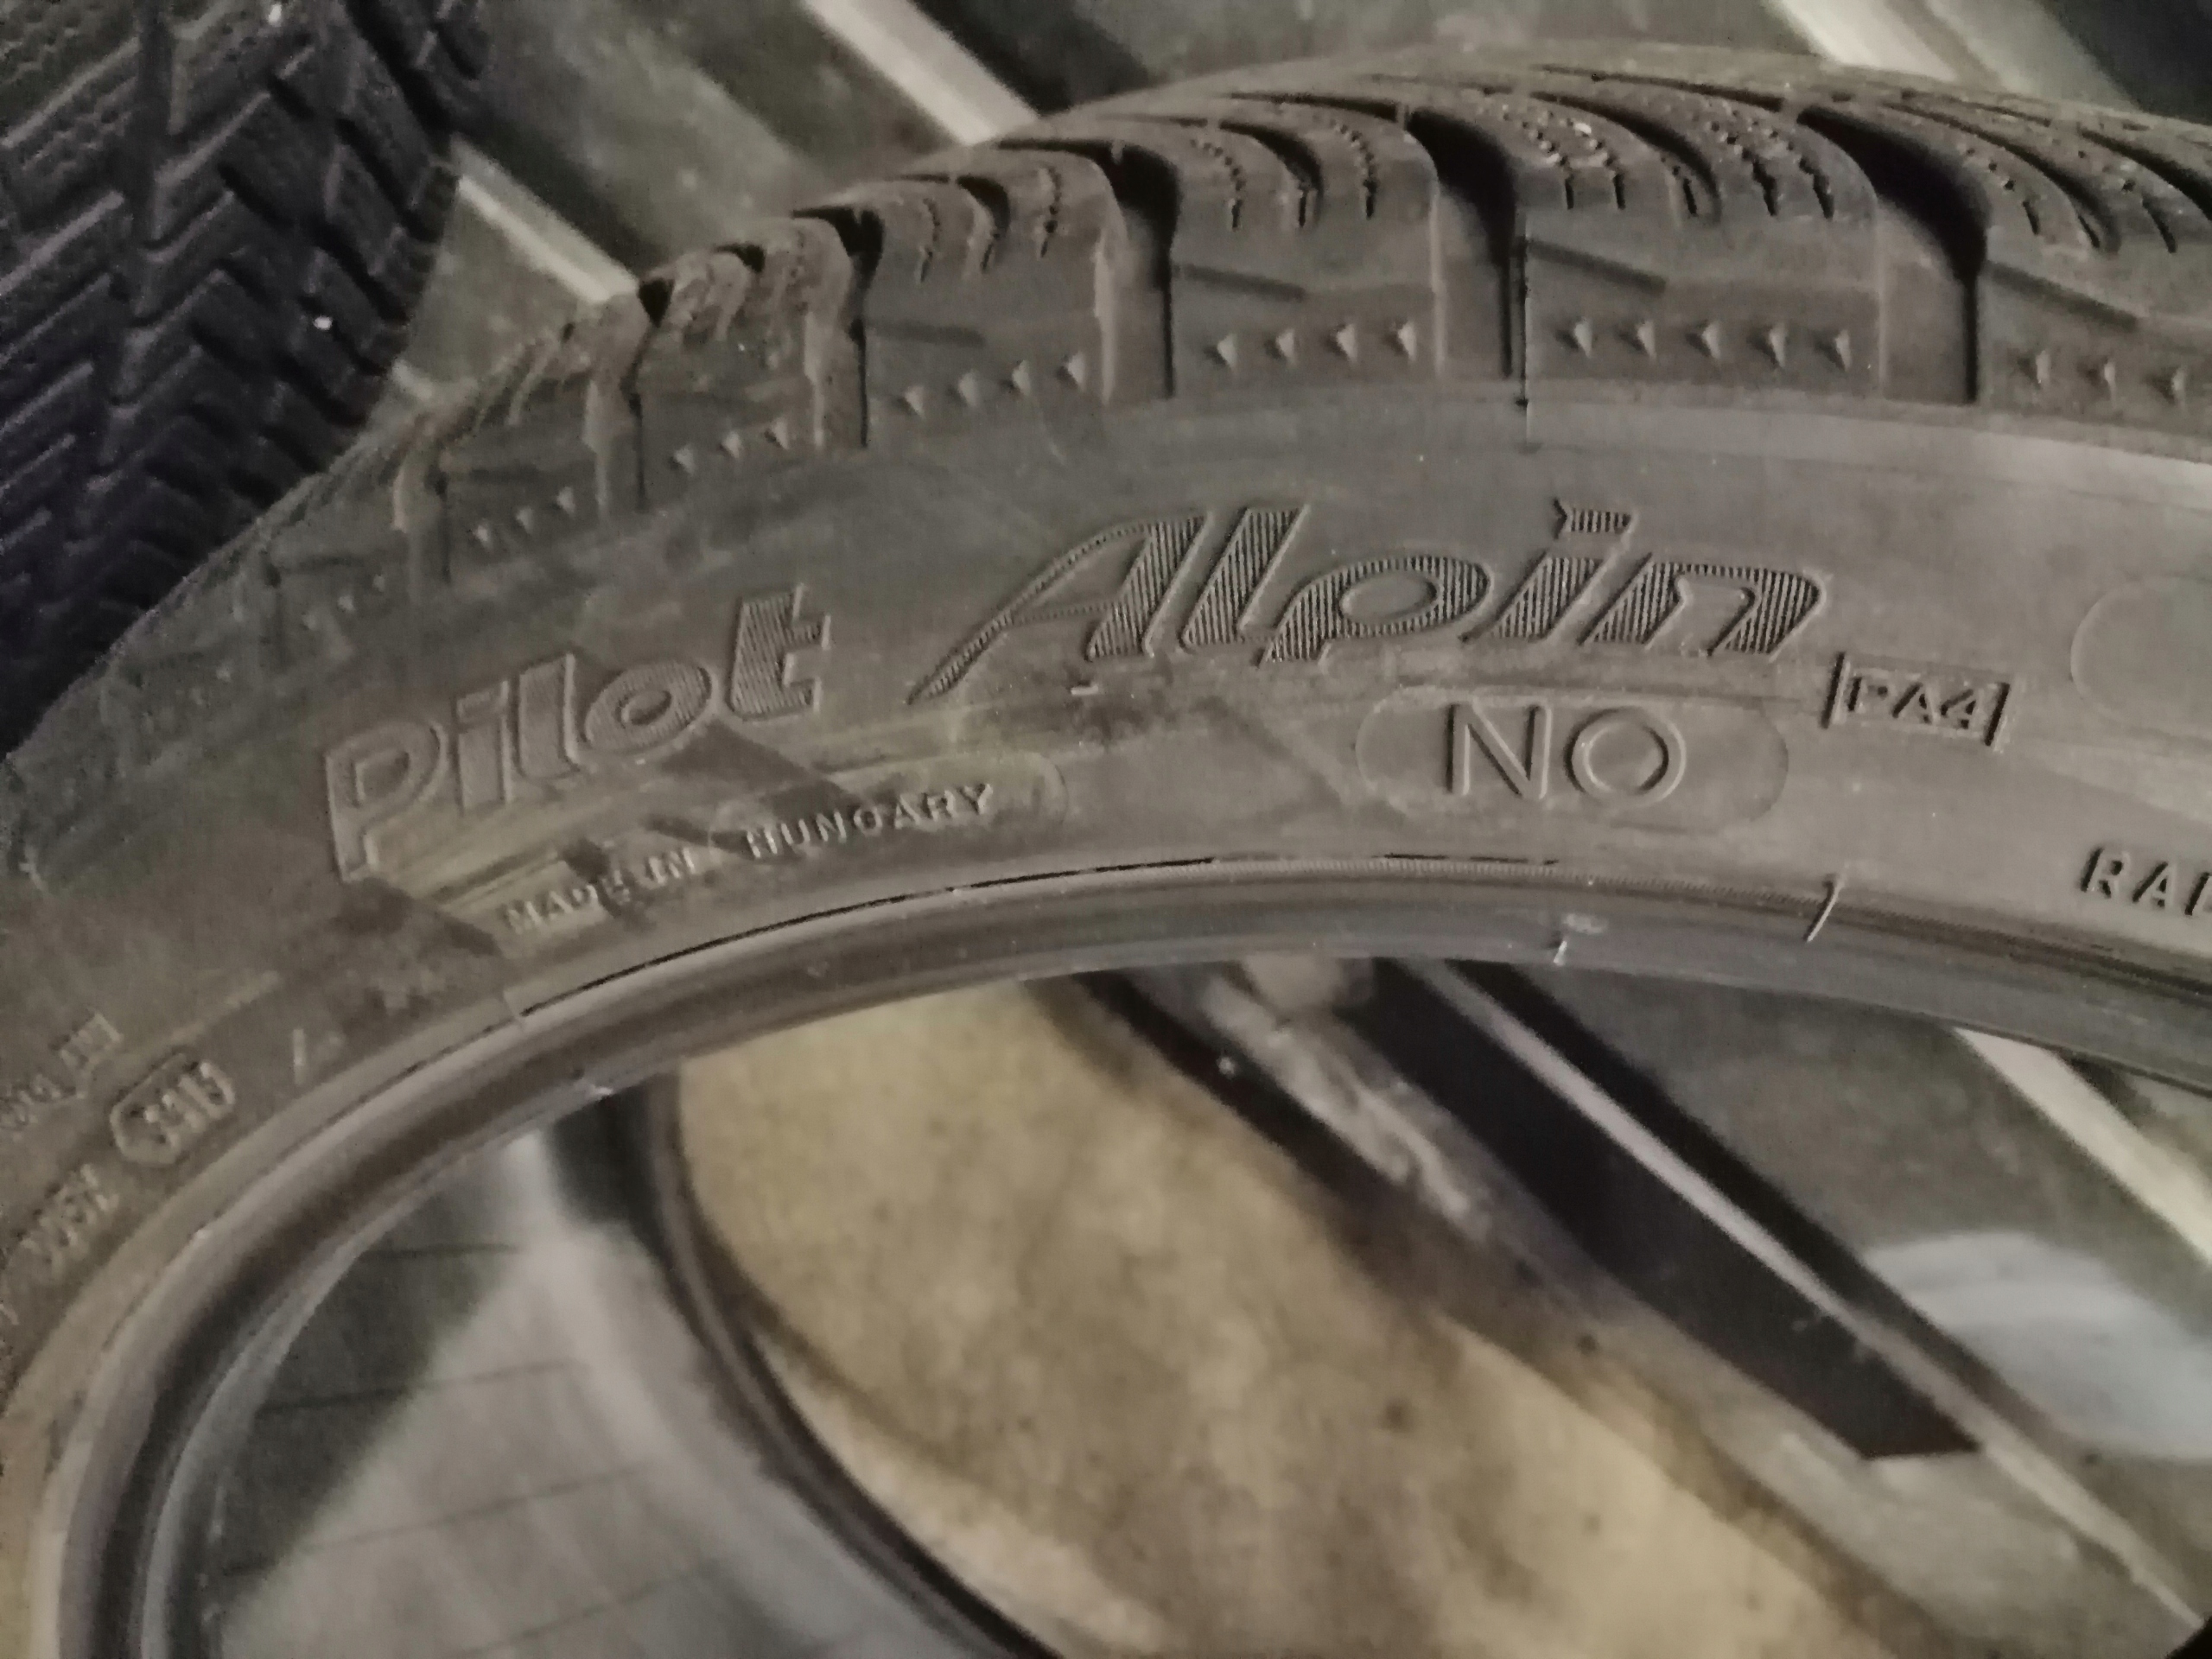 Pilot Alpin
PA4
NO
MADE IN HUNGARY